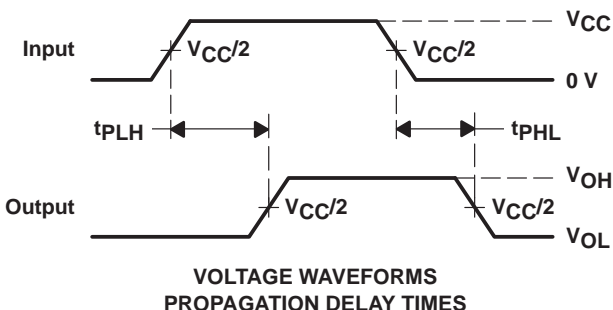 VCC
Input
VCC/2
VCC/2
0 V
tPLH
tPHL
VOH
Output
VCC/2
VCC/2
VOL
VOLTAGE WAVEFORMS
PROPAGATION DELAY TIMES